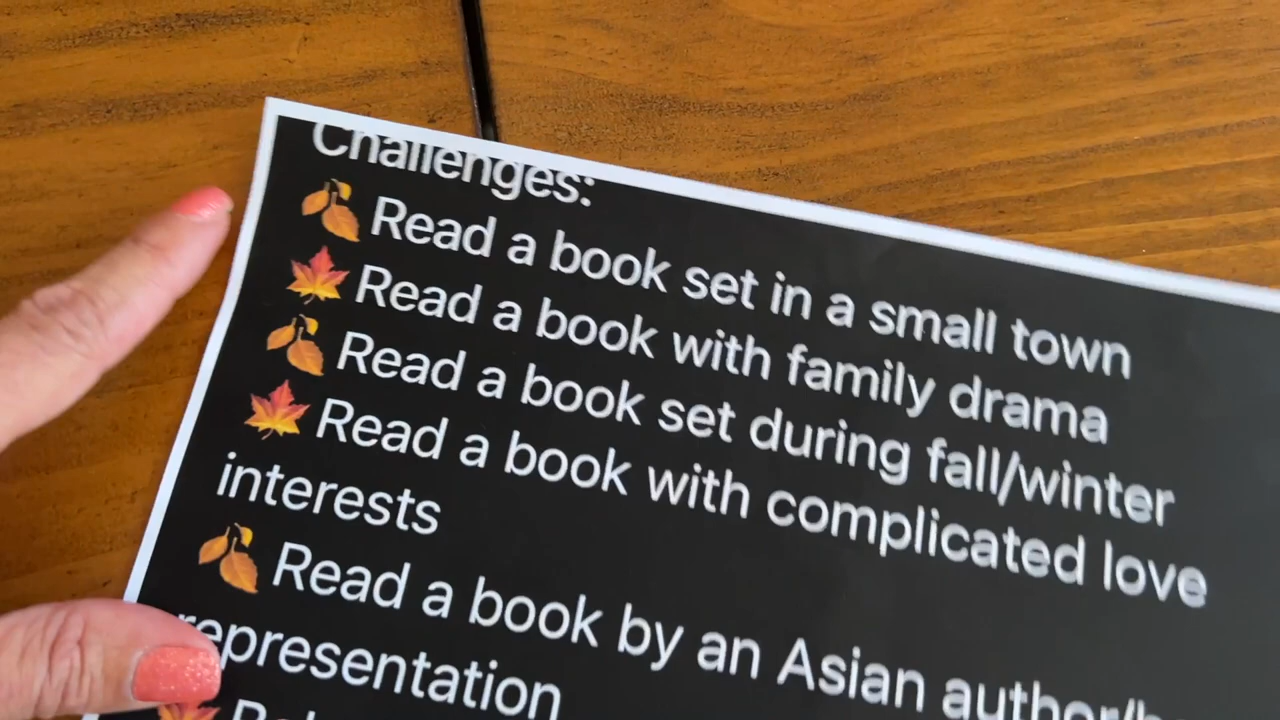 Challenges:
🍂 Read a book set in a small town
🍁 Read a book with family drama
🍂 Read a book set during fall/winter
🍁 Read a book with complicated love
interests
🍂 Read a book by an Asian
representation